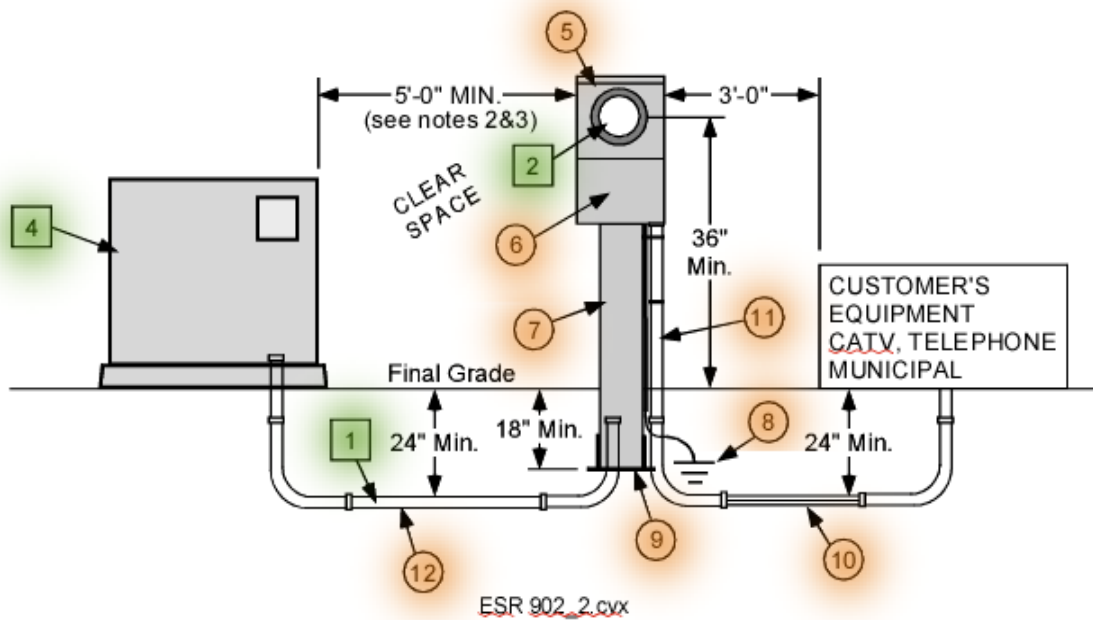 5
5'-0" MIN.
(see notes 2&3)
3'-0"
2
CLEAR
SPACE
4
6
36"
Min.
7
11
CUSTOMER'S
EQUIPMENT
CATV, TELEPHONE
MUNICIPAL
Final Grade
1
24" Min.
18" Min.
8
24" Min.
12
9
10
ESR 902_2.cvx